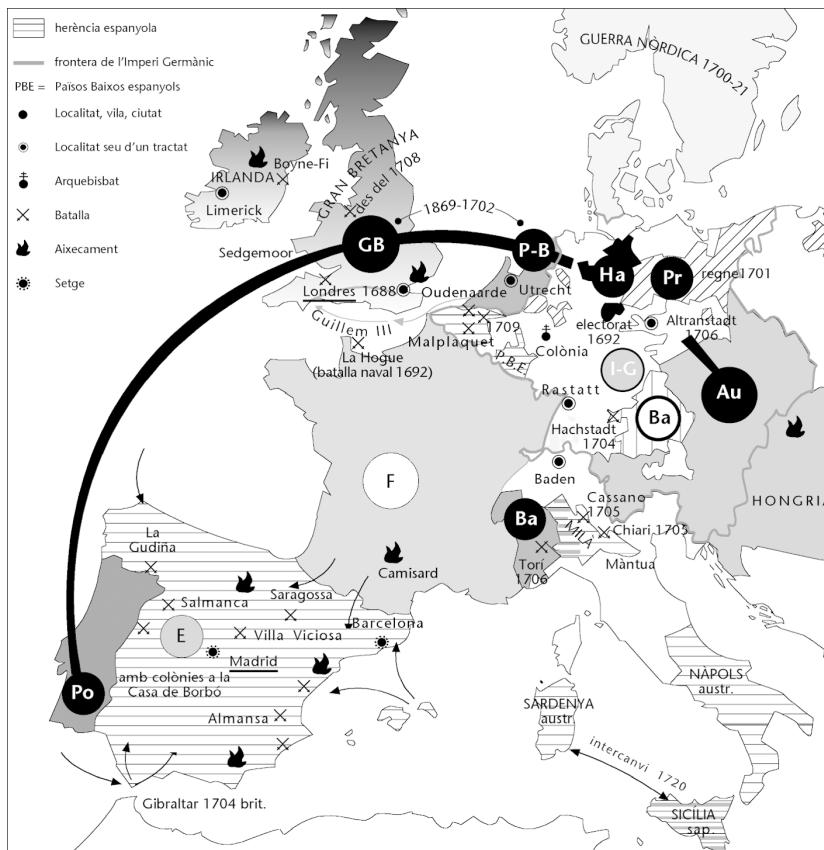 herència espanyola
frontera de l'Imperi Germànic
PBE = Països Baixos espanyols
Localitat, vila, ciutat
Localitat seu d'un tractat
Arquebisbat
Batalla
Aixecament
Setge
GUERRA NÒRDICA 1700-21
IRLANDA
Boyne-Fi
Limerick
GRAN BRETANYA
des del 1708
1869-1702
Sedgemoor
GB
P-B
Ha
Pr
regne1701
Londres 1688
Oudenaarde
Utrecht
Guillem III
1709
Malplaquet
P.B.E.
Colònia
electorat
1692
Altranstadt
1706
La Hogue
(batalla naval 1692)
I-G
Au
Rastatt
Ba
Hachstadt
1704
Baden
F
HONGRIA
Ba
Cassano
1705
MILÀ
Chiari 1705
Torí
1706
Màntua
Camisard
La
Gudiña
Saragossa
Salmanca
Barcelona
E
Villa Viciosa
Madrid
amb colònies a la
Casa de Borbó
Po
Almansa
Gibraltar 1704 brit.
SARDENYA
austr.
NÀPOLS
austr.
intercanvi 1720
SICÍLIA
sap.